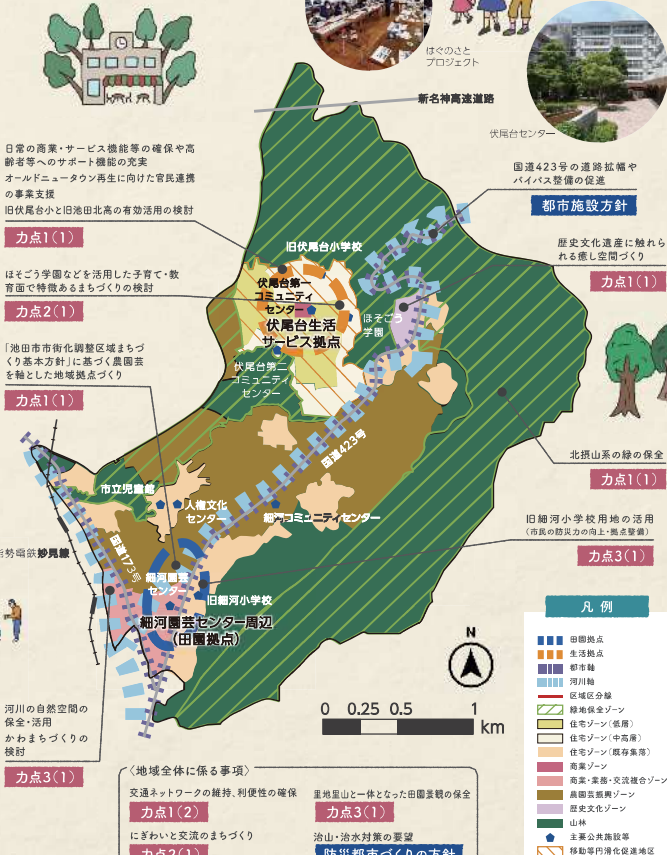 はぐのさと
プロジェクト
伏尾台センター
新名神高速道路
日常の商業・サービス機能等の確保や高
齢者等へのサポート機能の充実
オールドニュータウン再生に向けた官民連携
の事業支援
旧伏尾台小と旧池田北高の有効活用の検討
力点1(1)
国道423号の道路拡幅や
バイパス整備の促進
都市施設方針
歴史文化遺産に触れら
れる癒し空間づくり
力点1(1)
ほそごう学園などを活用した子育て・教
育面で特徴あるまちづくりの検討
力点2(1)
「池田市市街化調整区域まちづ
くり基本方針」に基づく農園芸
を軸とした地域拠点づくり
力点1(1)
旧伏尾台小学校
伏尾台第一
コミュニティ
センター
伏尾台生活
サービス拠点
ほそごう
学園
伏尾台第二
コミュニティ
センター
国道423号
北摂山系の緑の保全
力点1(1)
市立児童館
人権文化
センター
細河コミュニティセンター
旧細河小学校用地の活用
(市民の防災力の向上・拠点整備)
力点3(1)
能勢電鉄妙見線
国道173号
細河園芸
センター
旧細河小学校
細河園芸センター周辺
(田園拠点)
河川の自然空間の
保全・活用
かわまちづくりの
検討
力点3(1)
N
0 0.25 0.5 1
km
凡例
田園拠点
生活拠点
都市軸
河川軸
区域区分線
緑地保全ゾーン
住宅ゾーン(低層)
住宅ゾーン(中高層)
住宅ゾーン(既存集落)
商業ゾーン
商業・業務・交流複合ゾーン
農園芸振興ゾーン
歴史文化ゾーン
山林
主要公共施設等
移動等円滑化促進地区
〈地域全体に係る事項〉
交通ネットワークの維持、利便性の確保
力点1(2)
にぎわいと交流のまちづくり
力点2(1)
里地里山と一体となった田園景観の保全
力点3(1)
治山・治水対策の要望
防災都市づくりの方針